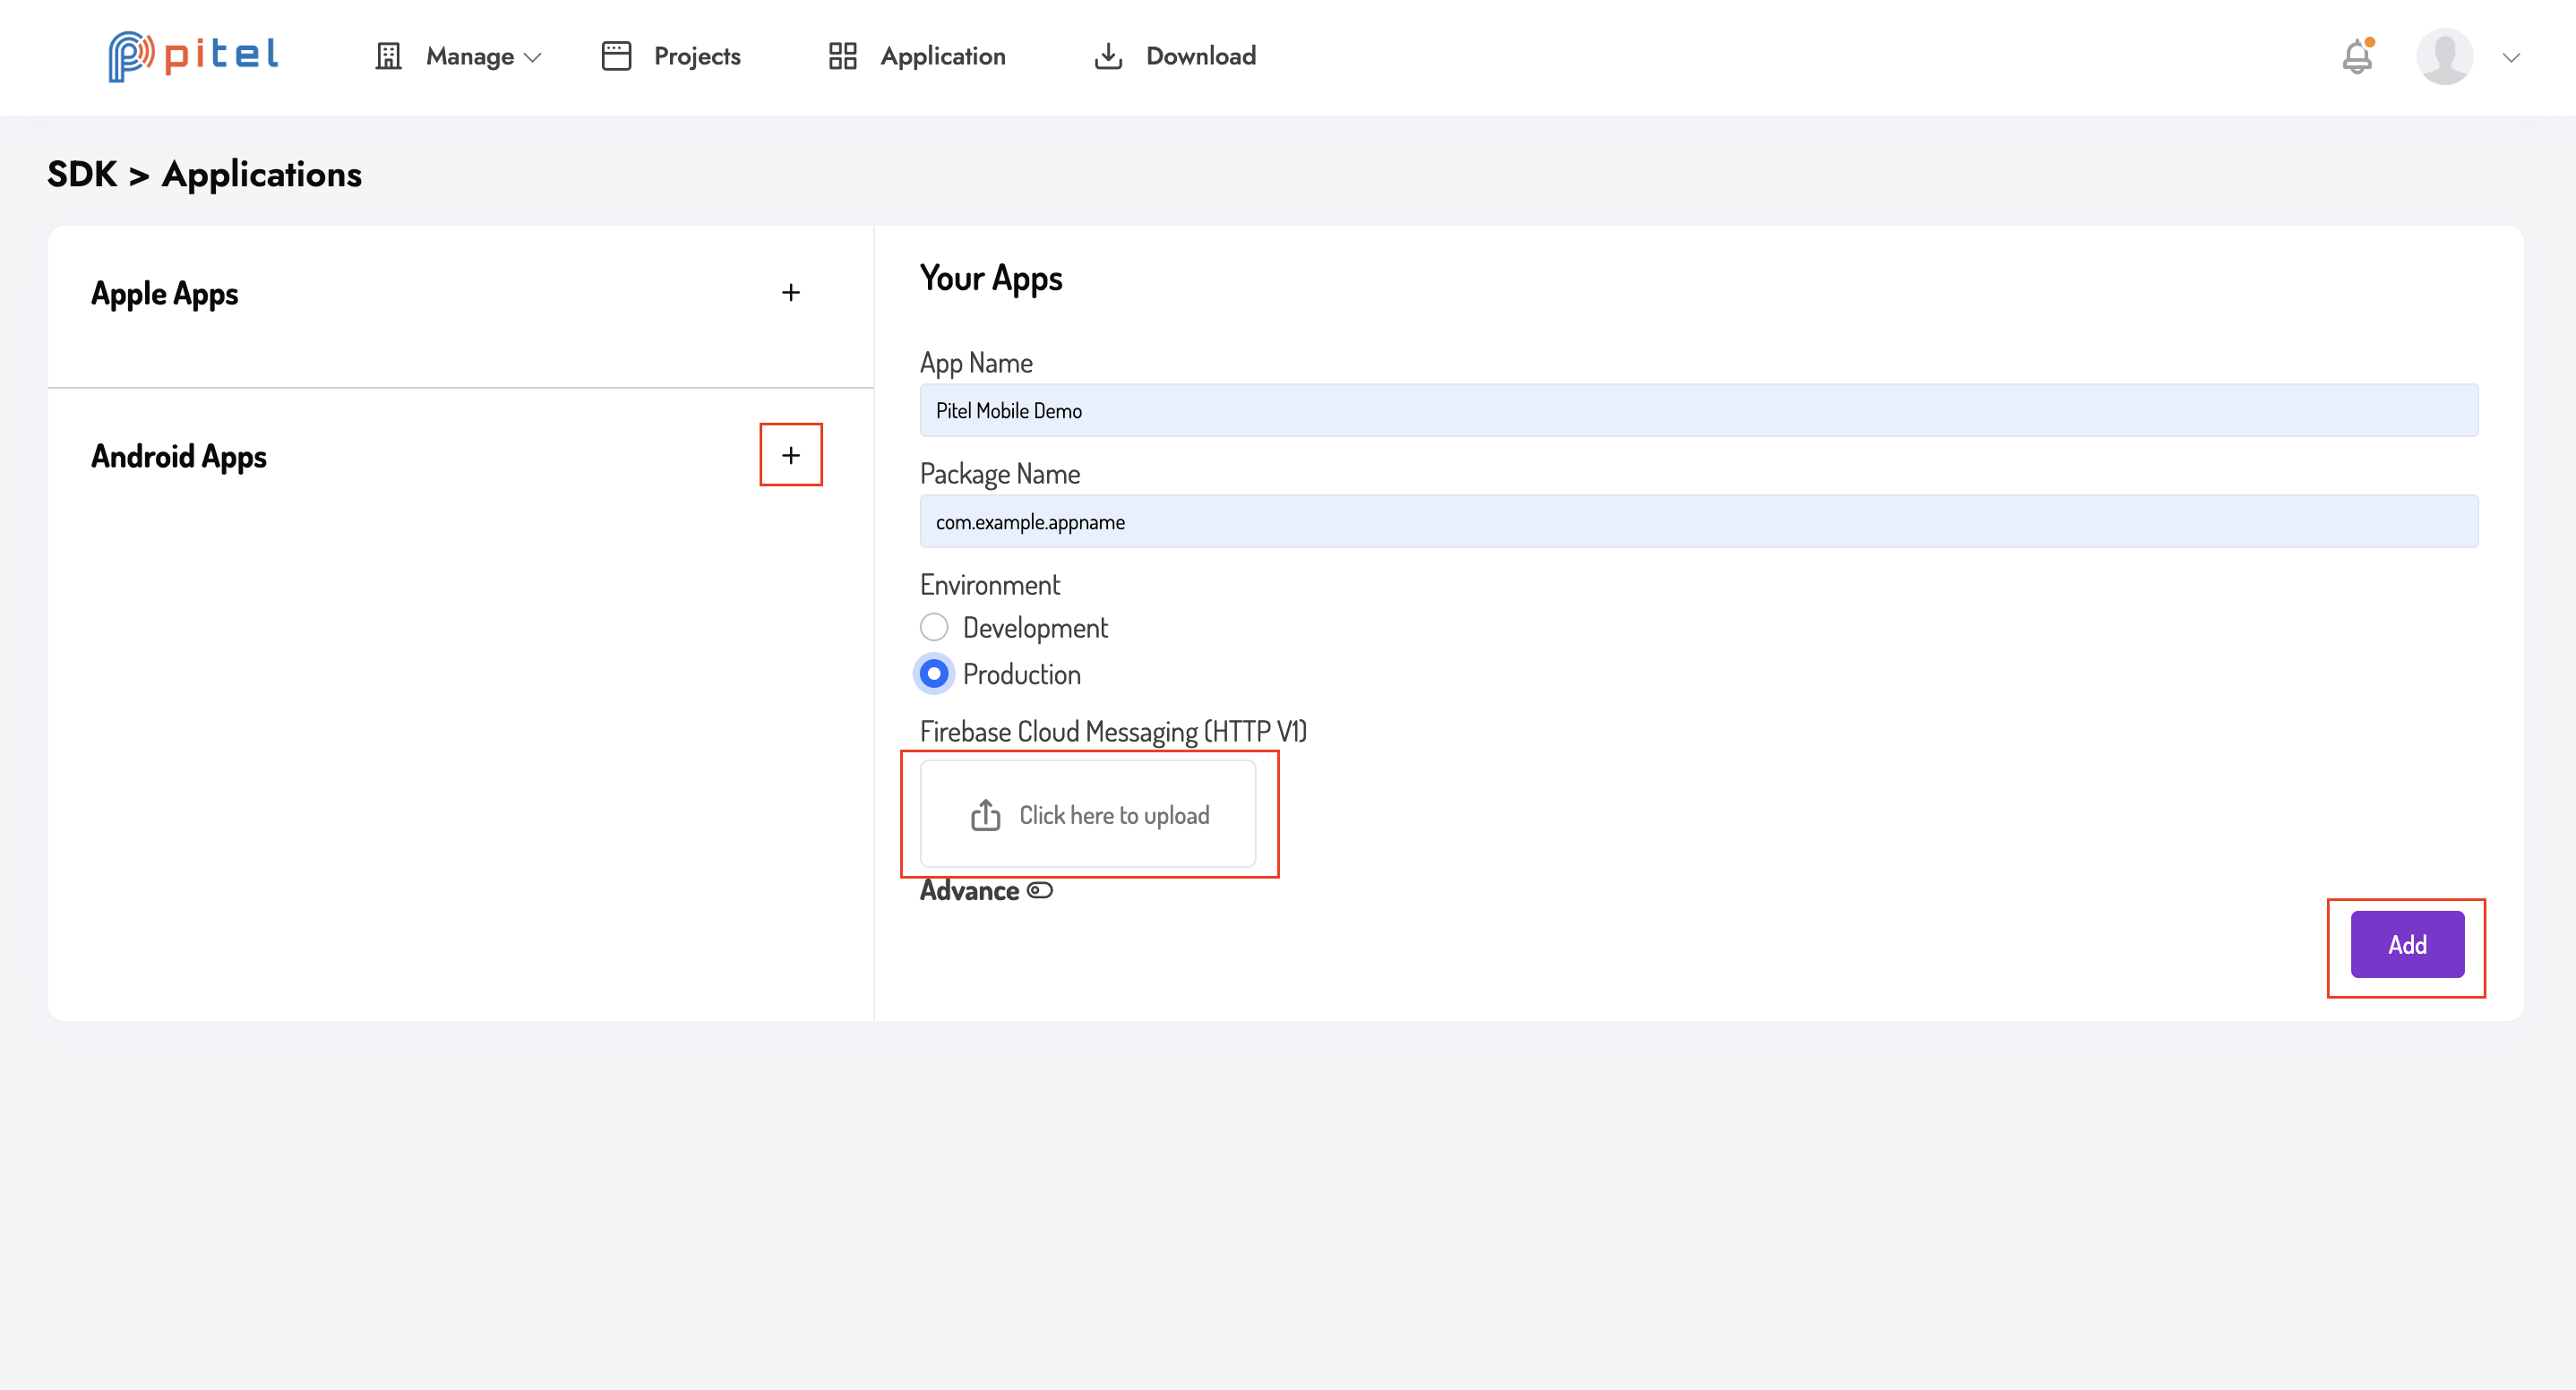 pitel
Manage
Projects
Application
Download
SDK > Applications
Apple Apps
+
Android Apps
+
Your Apps
App Name
Pitel Mobile Demo
Package Name
com.example.appname
Environment
Development
Production
Firebase Cloud Messaging (HTTP V1)
Click here to upload
Advance
Add